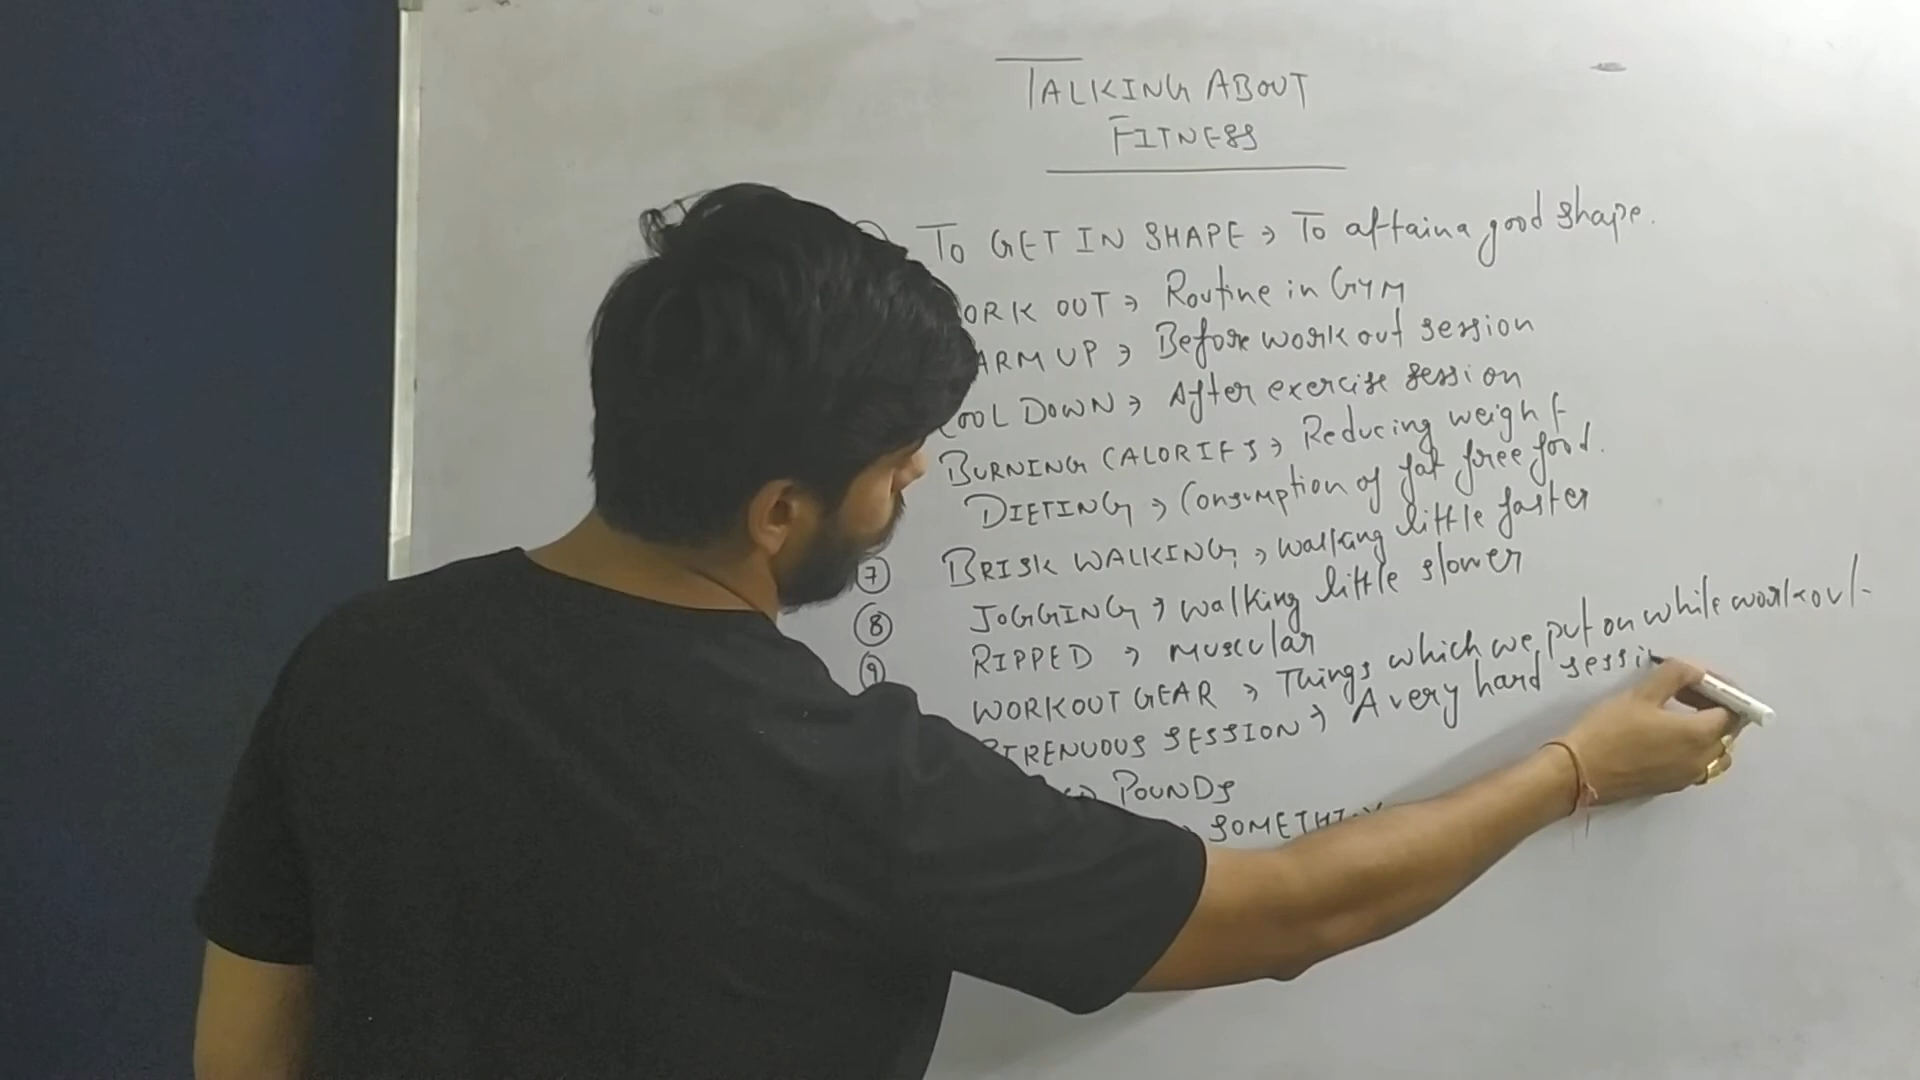 TALKING ABOUT
FITNESS
TO GET IN SHAPE → To attain a good shape.
ORK OUT → Routine in GYM
ARM UP → Before work out session
OOL DOWN → After exercise session
BURNING CALORIES → Reducing weight
DIETING → Consumption of fat free food.
7 BRISK WALKING → walking little faster
8 JOGGING → walking little slower
9 RIPPED → Muscular
WORKOUT GEAR → Things which we put on while workout.
STRENUOUS SESSION → A very hard sessi
POUNDS
SOMETHIN